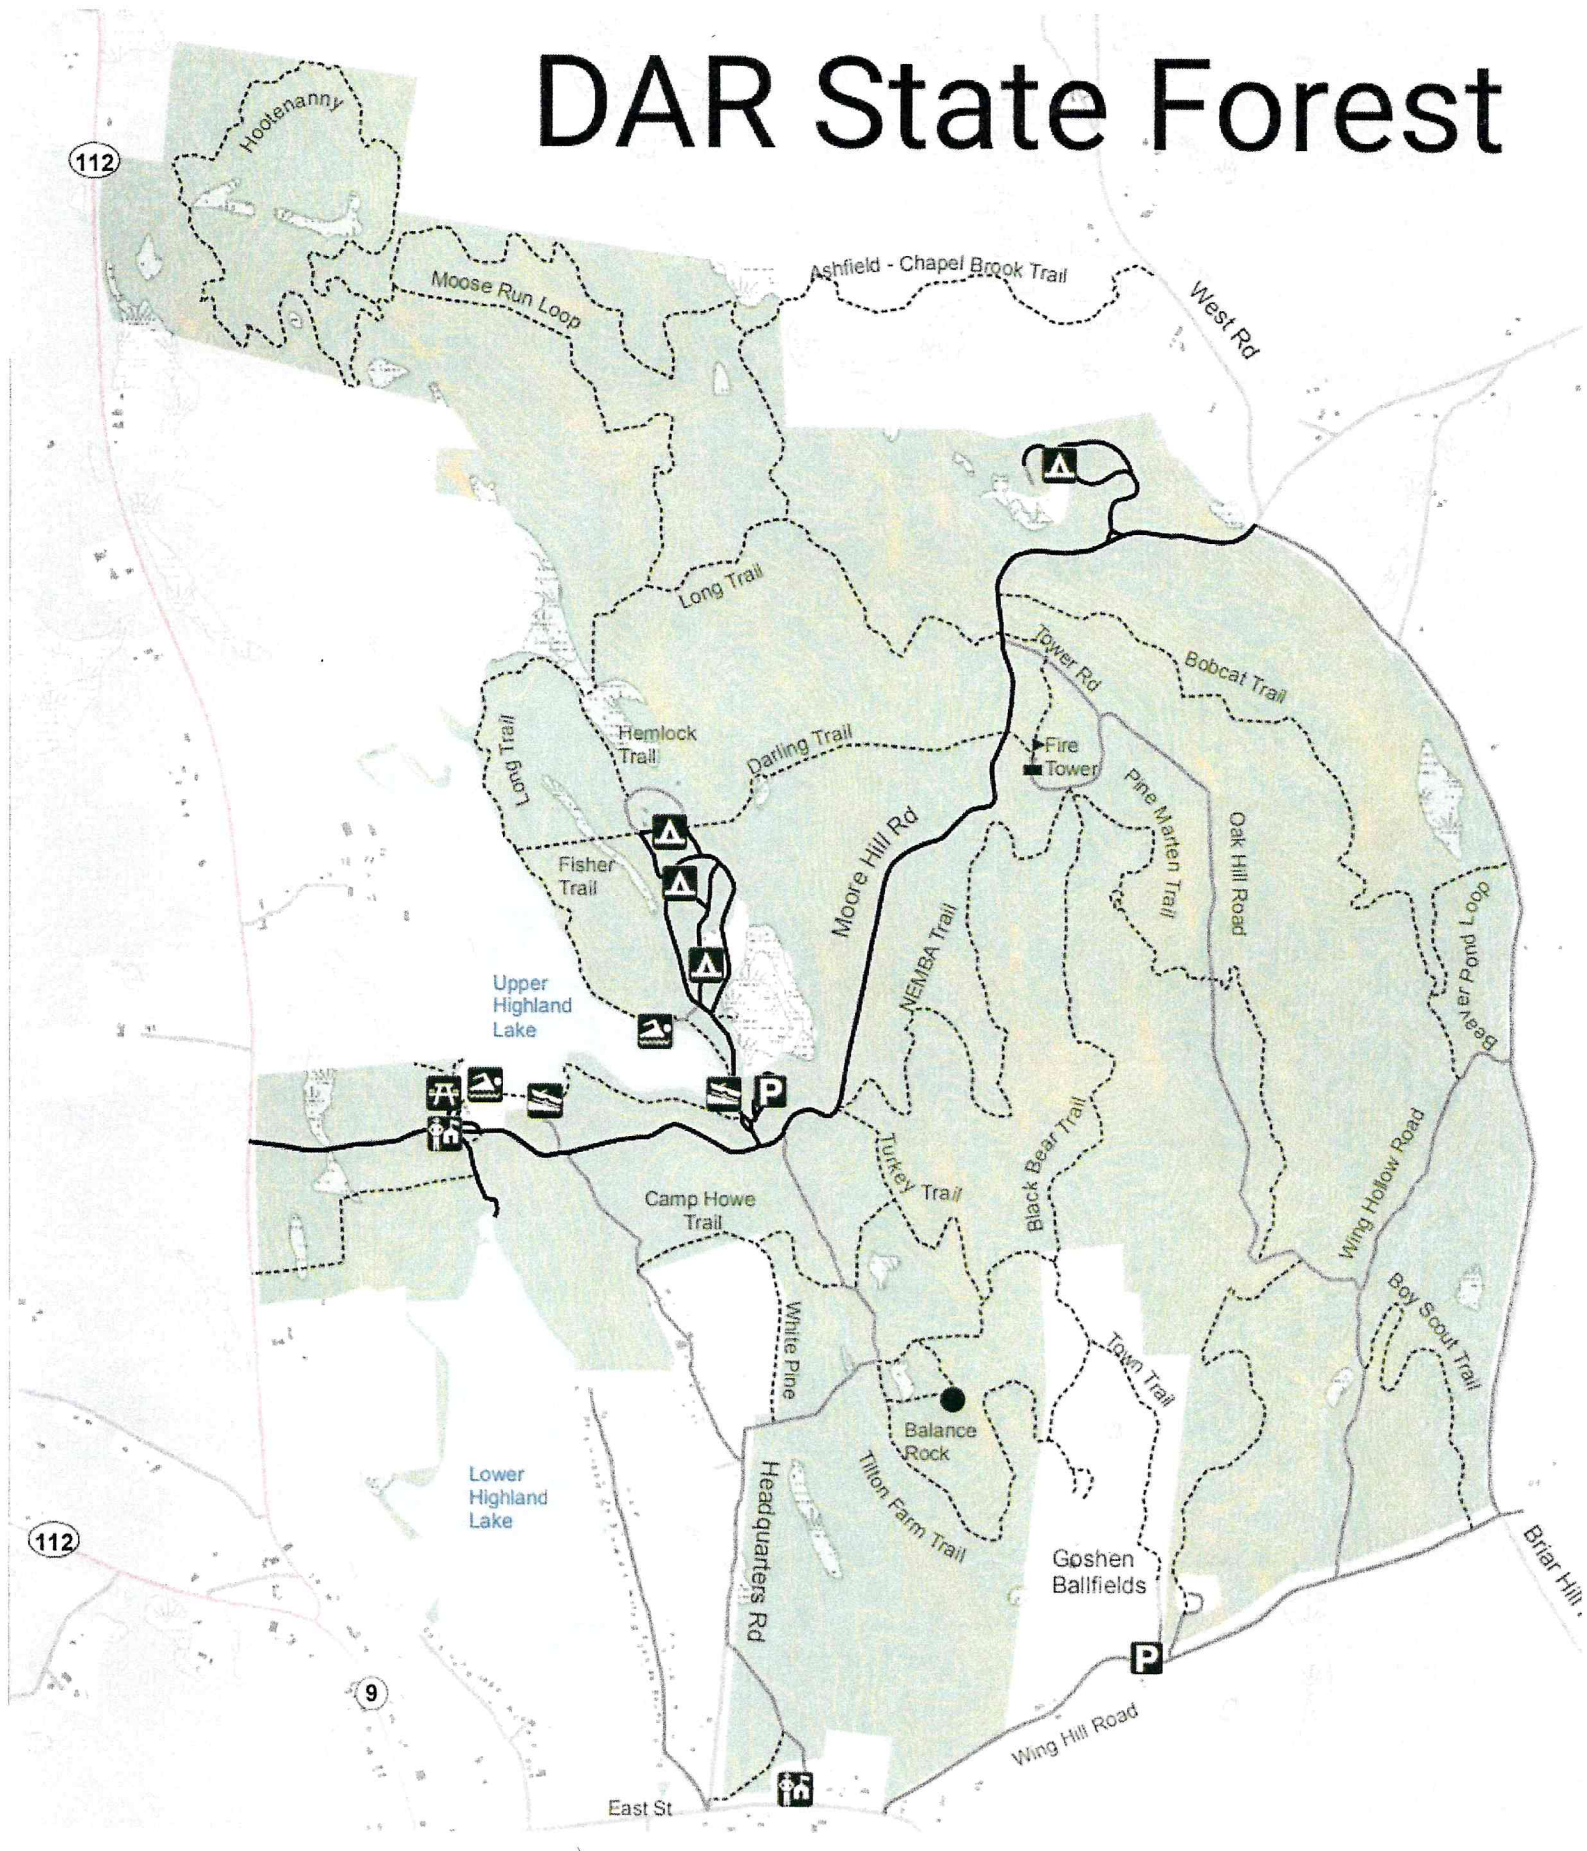 DAR State Forest
Hootenanny
112
Moose Run Loop
Ashfield - Chapel Brook Trail
West Rd
Long Trail
Tower Rd
Bobcat Trail
Long Trail
Hemlock
Trail
Darling Trail
Fire
Tower
Pine Marten Trail
Oak Hill Road
Moore Hill Rd
Fisher
Trail
NEMBA Trail
Beaver Pond Loop
Upper
Highland
Lake
P
Turkey Trail
Black Bear Trail
Wing Hollow Road
Camp Howe
Trail
White Pine
Boy Scout Trail
Town Trail
Balance
Rock
Tilton Farm Trail
Lower
Highland
Lake
Headquarters Rd
112
Goshen
Ballfields
Briar Hill
P
9
Wing Hill Road
East St